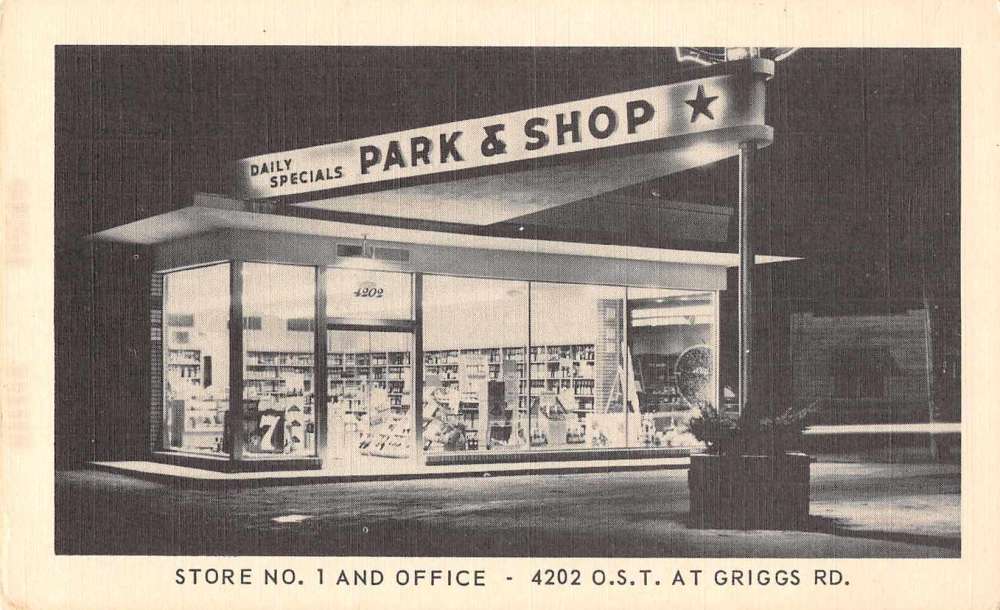 DAILY
SPECIALS
PARK & SHOP
4202
7
STORE NO. 1 AND OFFICE - 4202 O.S.T. AT GRIGGS RD.